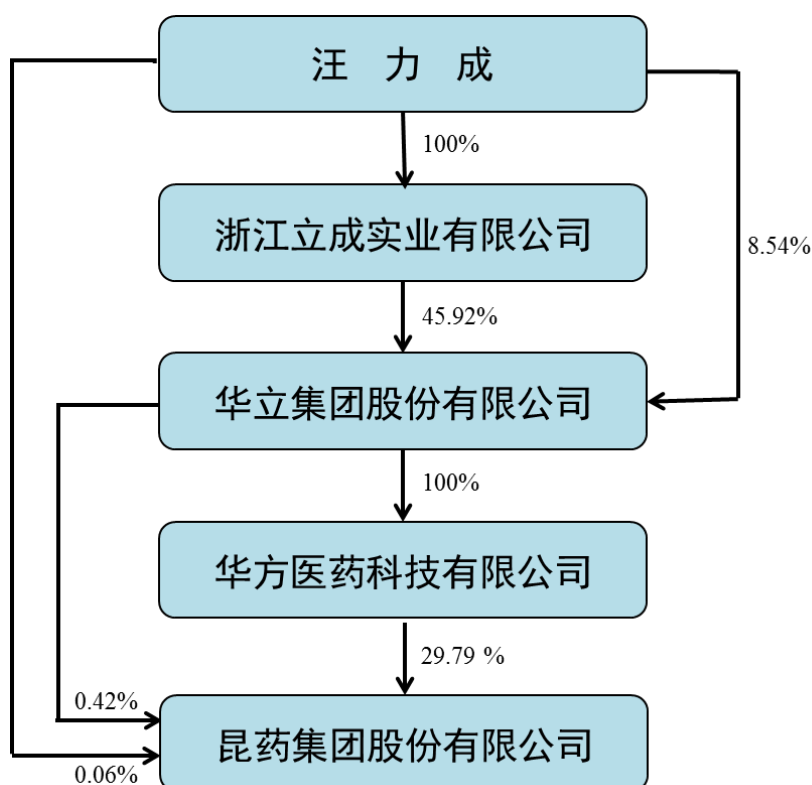 汪 力 成
100%
浙江立成实业有限公司
8.54%
45.92%
华立集团股份有限公司
100%
华方医药科技有限公司
29.79 %
0.42%
昆药集团股份有限公司
0.06%